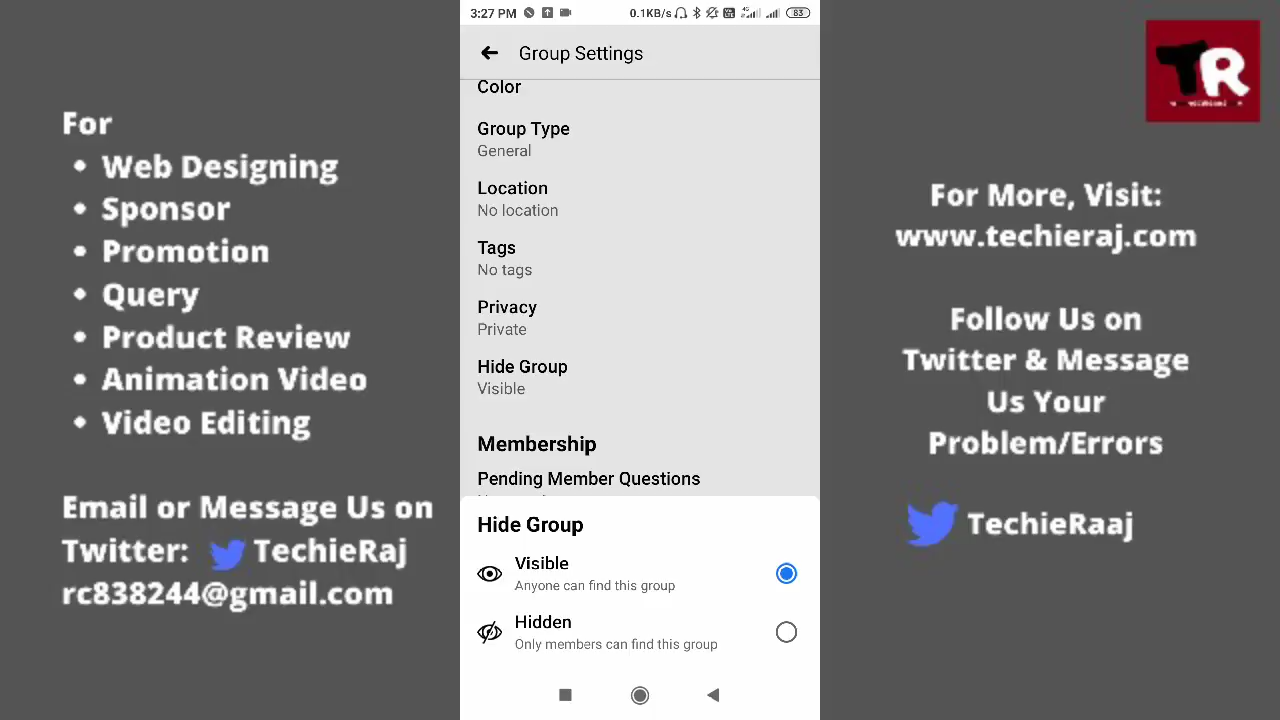 For
• Web Designing
• Sponsor
• Promotion
• Query
• Product Review
• Animation Video
• Video Editing
Email or Message Us on
Twitter: TechieRaj
rc838244@gmail.com
3:27 PM 0.1KB/s 4G 83
Group Settings
Color
Group Type
General
Location
No location
Tags
No tags
Privacy
Private
Hide Group
Visible
Membership
Pending Member Questions
Hide Group
Visible
Anyone can find this group
Hidden
Only members can find this group
TR
For More, Visit:
www.techieraj.com
Follow Us on
Twitter & Message
Us Your
Problem/Errors
TechieRaaj